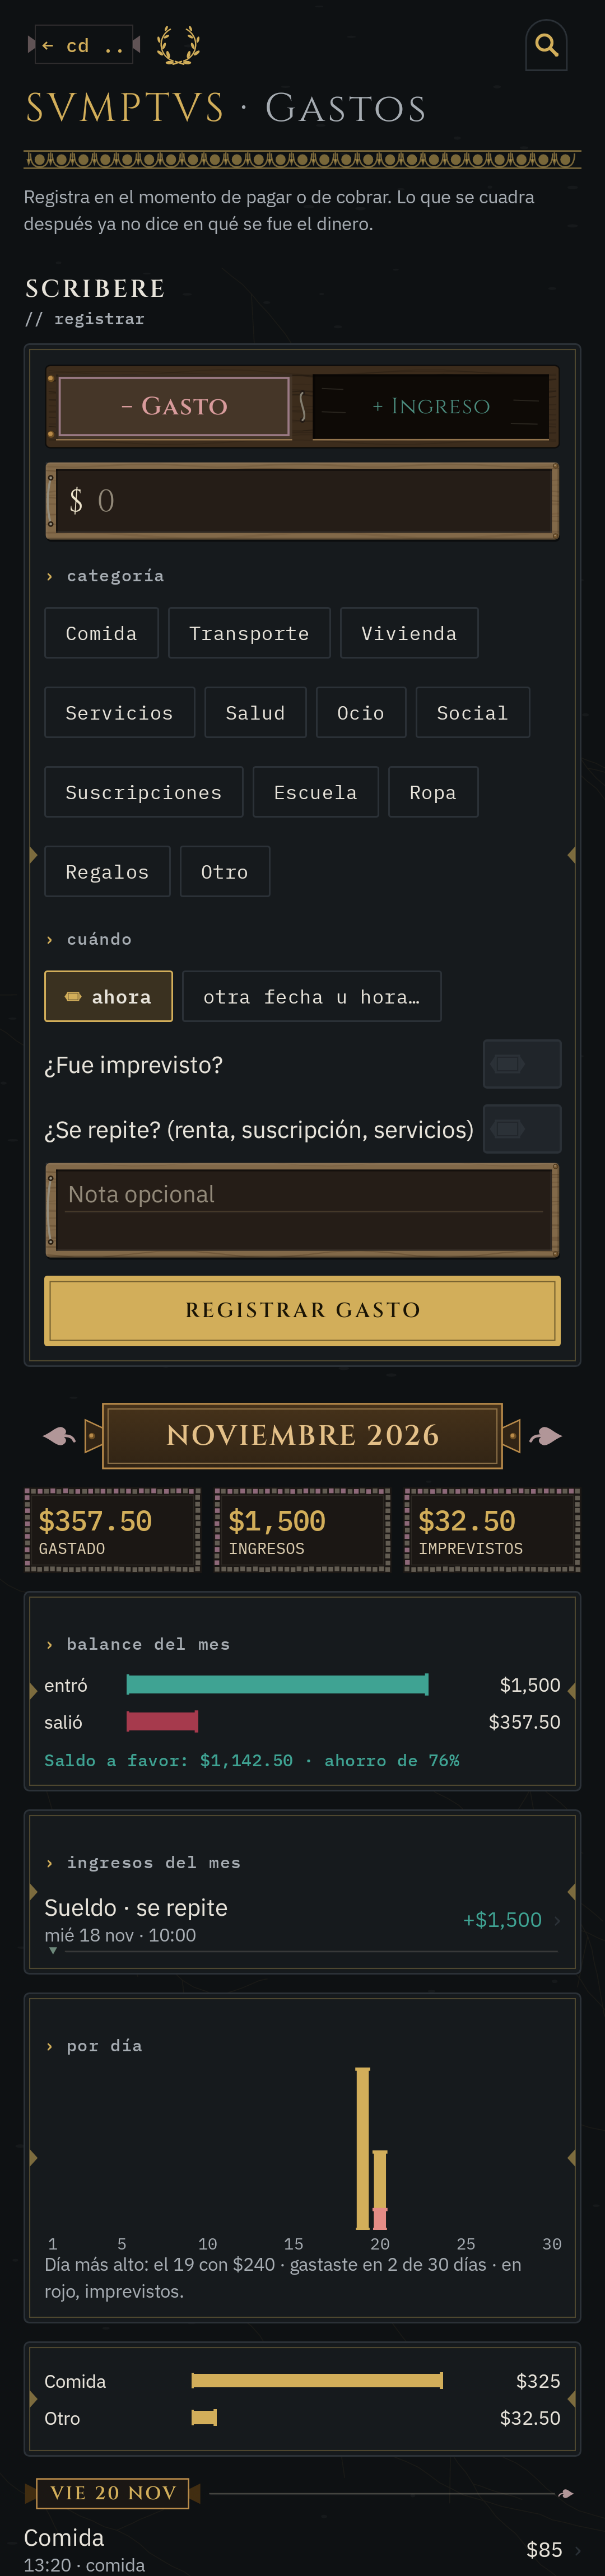 ← cd ..
SVMPTVS · Gastos
Registra en el momento de pagar o de cobrar. Lo que se cuadra
después ya no dice en qué se fue el dinero.
SCRIBERE
// registrar
− Gasto + Ingreso
$ 0
› categoría
Comida Transporte Vivienda
Servicios Salud Ocio Social
Suscripciones Escuela Ropa
Regalos Otro
› cuándo
ahora otra fecha u hora…
¿Fue imprevisto?
¿Se repite? (renta, suscripción, servicios)
Nota opcional
REGISTRAR GASTO
NOVIEMBRE 2026
$357.50 $1,500 $32.50
GASTADO INGRESOS IMPREVISTOS
› balance del mes
entró $1,500
salió $357.50
Saldo a favor: $1,142.50 · ahorro de 76%
› ingresos del mes
Sueldo · se repite
+$1,500 ›
mié 18 nov · 10:00
› por día
1 5 10 15 20 25 30
Día más alto: el 19 con $240 · gastaste en 2 de 30 días · en
rojo, imprevistos.
Comida $325
Otro $32.50
VIE 20 NOV
Comida
$85 ›
13:20 · comida